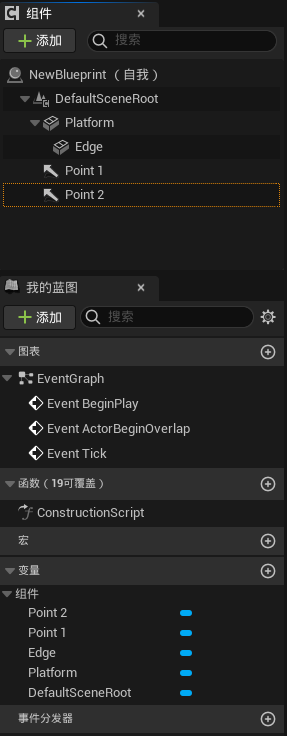 组件
添加
搜索
NewBlueprint （自我）
DefaultSceneRoot
Platform
Edge
Point 1
Point 2
我的蓝图
添加
搜索
图表
EventGraph
Event BeginPlay
Event ActorBeginOverlap
Event Tick
函数（19可覆盖）
ConstructionScript
宏
变量
组件
Point 2
Point 1
Edge
Platform
DefaultSceneRoot
事件分发器